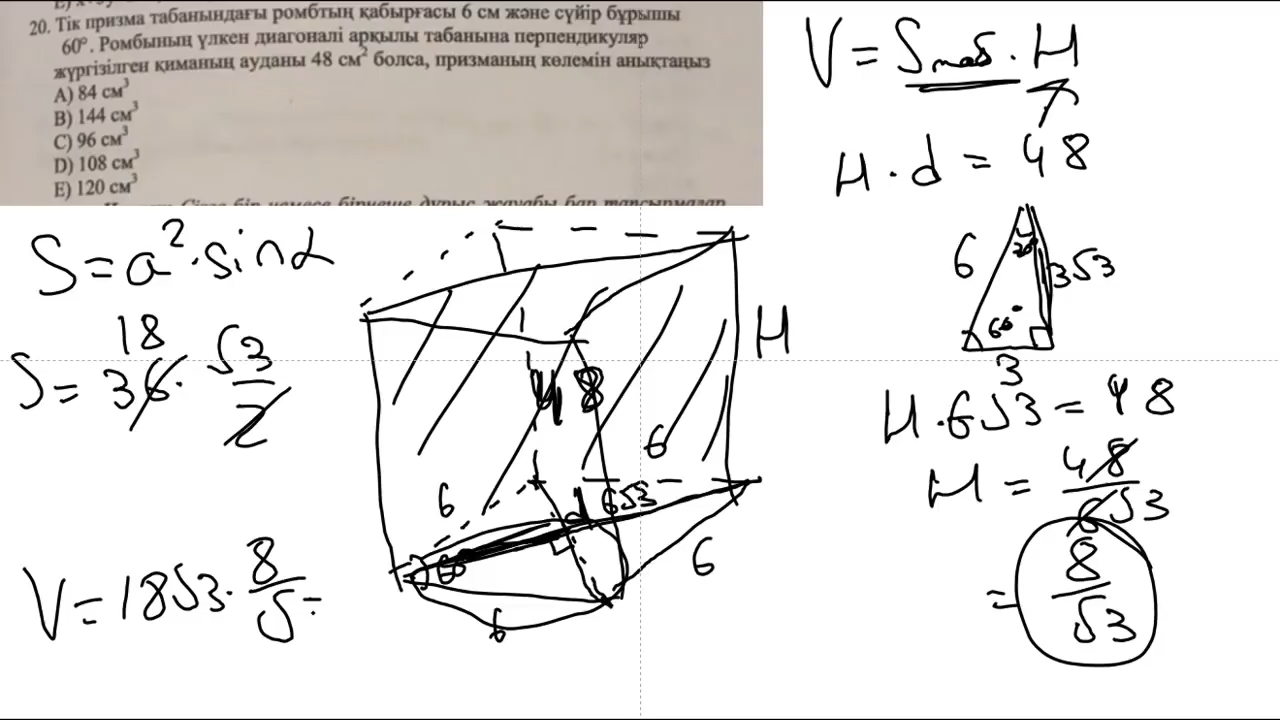 20. Тік призма табанындағы ромбтың қабырғасы 6 см және сүйір бұрышы
60°. Ромбының үлкен диагоналі арқылы табанына перпендикуляр
жүргізілген қиманың ауданы 48 см² болса, призманың көлемін анықтаңыз
A) 84 см³
B) 144 см³
C) 96 см³
D) 108 см³
E) 120 см³
V = Sтаб · H
H · d = 48
S = a² · sin α
6
60°
3√3
3
18
S = 36 · √3/2
H
48
6
6
d
6√3
60
6
6
H · 6√3 = 48
H = 48/6√3
= 8/√3
V = 18√3 · 8/√